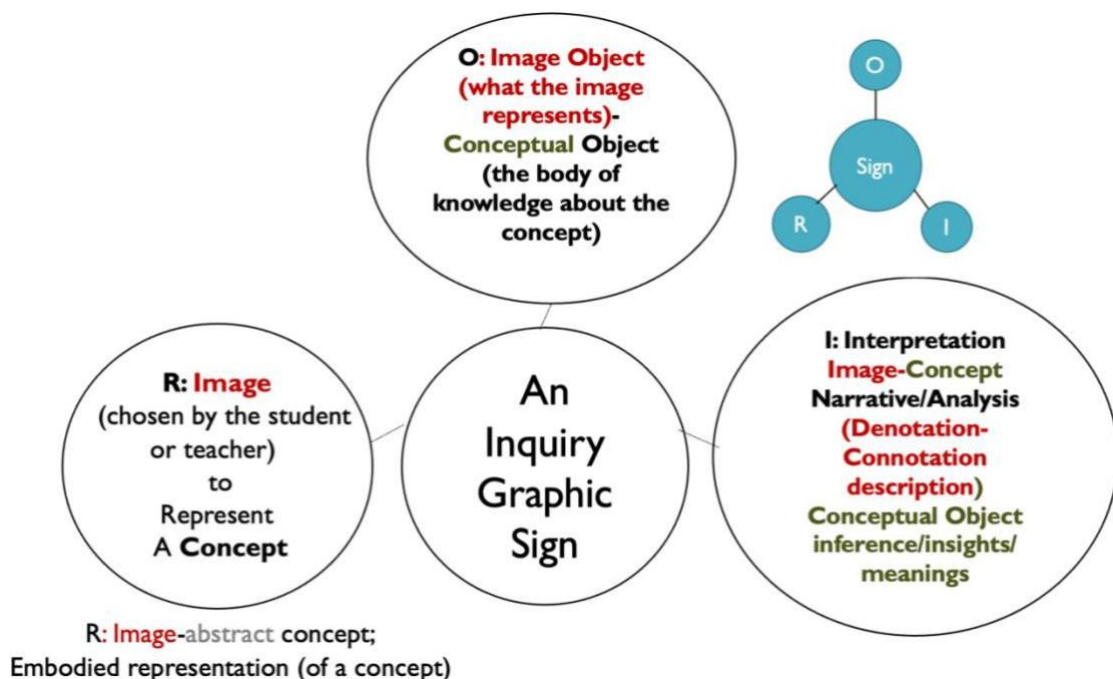 O: Image Object
(what the image
represents)-
Conceptual Object
(the body of
knowledge about the
concept)
O
Sign
R
I
R: Image
(chosen by the student
or teacher)
to
Represent
A Concept
An
Inquiry
Graphic
Sign
I: Interpretation
Image-Concept
Narrative/Analysis
(Denotation-
Connotation
description)
Conceptual Object
inference/insights/
meanings
R: Image-abstract concept;
Embodied representation (of a concept)